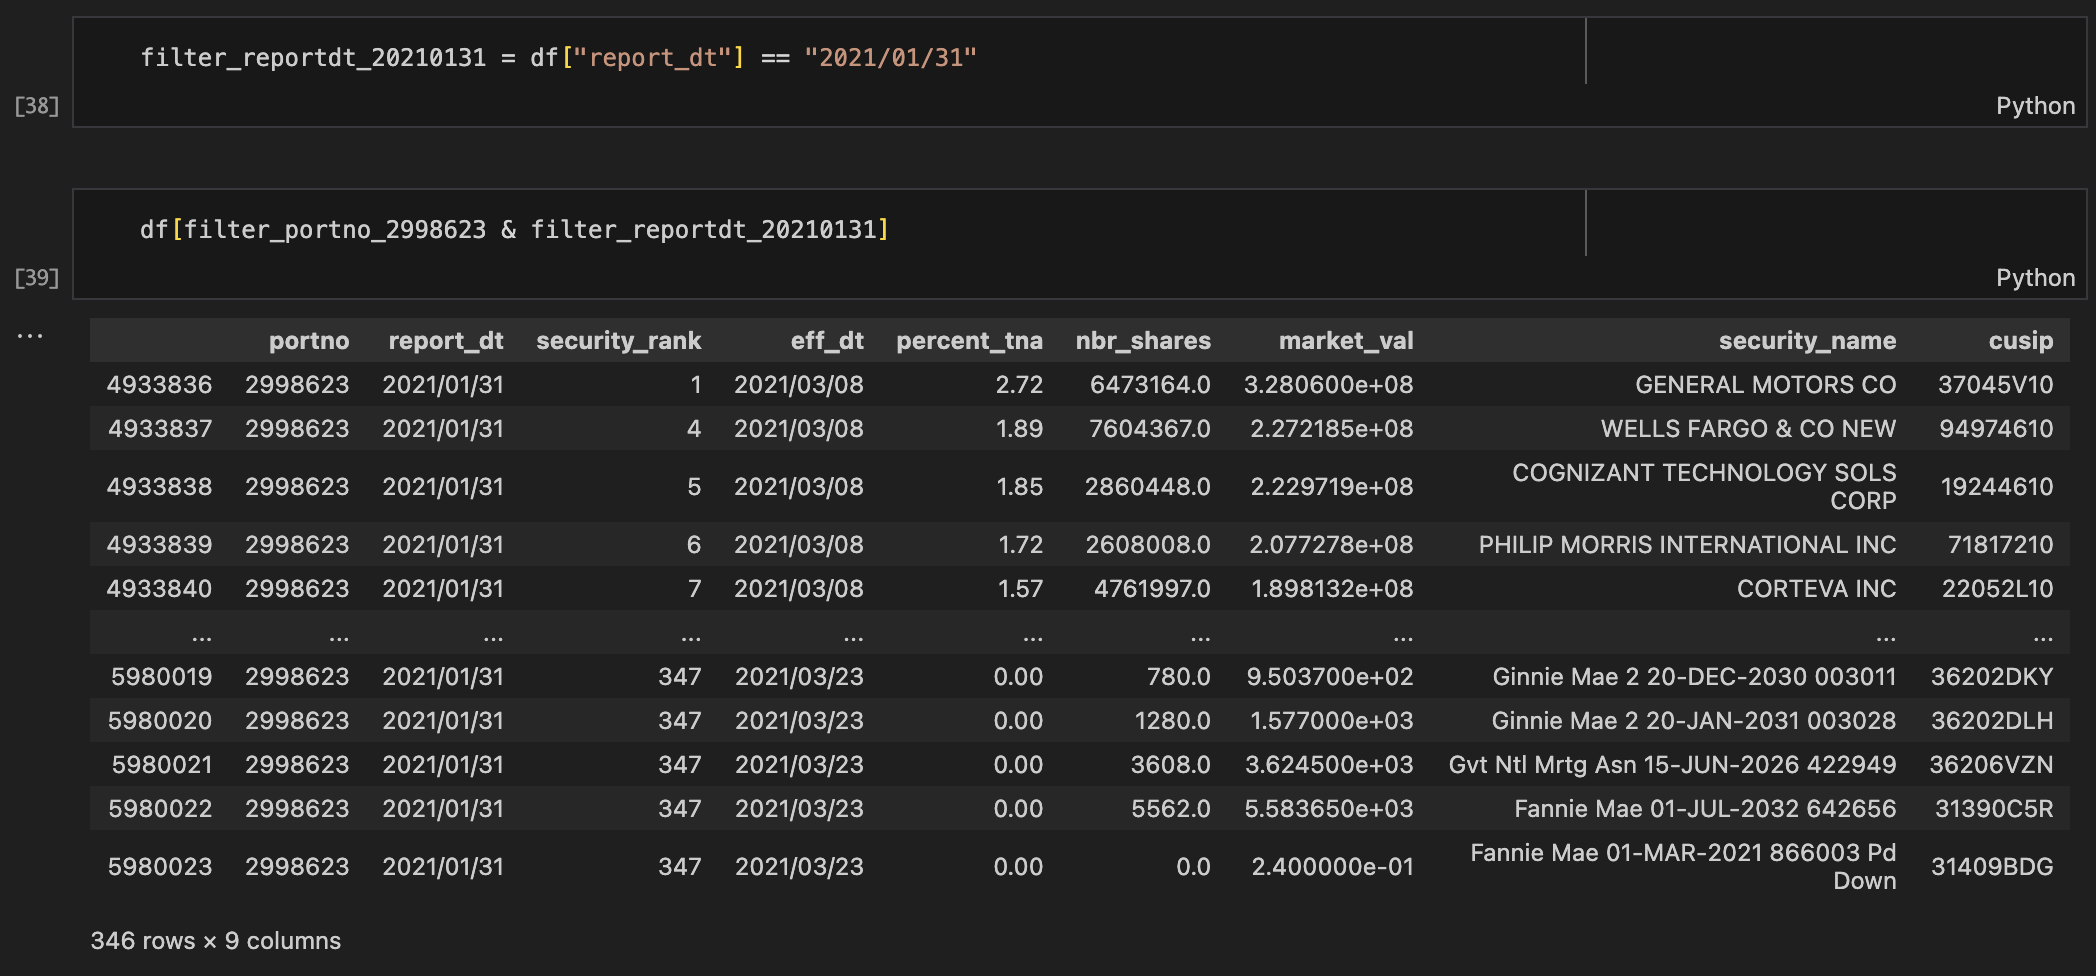 filter_reportdt_20210131 = df["report_dt"] == "2021/01/31"
[38]
Python
df[filter_portno_2998623 & filter_reportdt_20210131]
[39]
Python
...
portno report_dt security_rank eff_dt percent_tna nbr_shares market_val security_name cusip
4933836 2998623 2021/01/31 1 2021/03/08 2.72 6473164.0 3.280600e+08 GENERAL MOTORS CO 37045V10
4933837 2998623 2021/01/31 4 2021/03/08 1.89 7604367.0 2.272185e+08 WELLS FARGO & CO NEW 94974610
4933838 2998623 2021/01/31 5 2021/03/08 1.85 2860448.0 2.229719e+08 COGNIZANT TECHNOLOGY SOLS
CORP 19244610
4933839 2998623 2021/01/31 6 2021/03/08 1.72 2608008.0 2.077278e+08 PHILIP MORRIS INTERNATIONAL INC 71817210
4933840 2998623 2021/01/31 7 2021/03/08 1.57 4761997.0 1.898132e+08 CORTEVA INC 22052L10
... ... ... ... ... ... ... ... ... ...
5980019 2998623 2021/01/31 347 2021/03/23 0.00 780.0 9.503700e+02 Ginnie Mae 2 20-DEC-2030 003011 36202DKY
5980020 2998623 2021/01/31 347 2021/03/23 0.00 1280.0 1.577000e+03 Ginnie Mae 2 20-JAN-2031 003028 36202DLH
5980021 2998623 2021/01/31 347 2021/03/23 0.00 3608.0 3.624500e+03 Gvt Ntl Mrtg Asn 15-JUN-2026 422949 36206VZN
5980022 2998623 2021/01/31 347 2021/03/23 0.00 5562.0 5.583650e+03 Fannie Mae 01-JUL-2032 642656 31390C5R
5980023 2998623 2021/01/31 347 2021/03/23 0.00 0.0 2.400000e-01 Fannie Mae 01-MAR-2021 866003 Pd
Down 31409BDG
346 rows × 9 columns